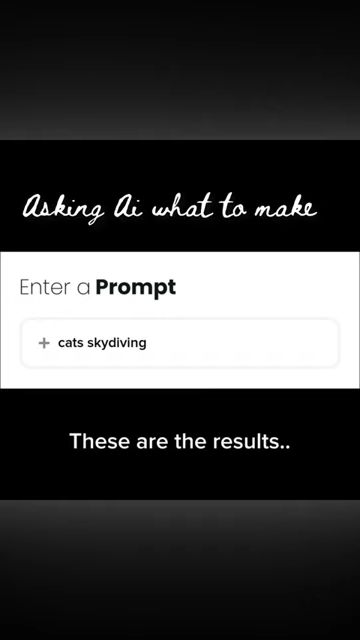 Asking Ai what to make
Enter a Prompt
+ cats skydiving
These are the results..